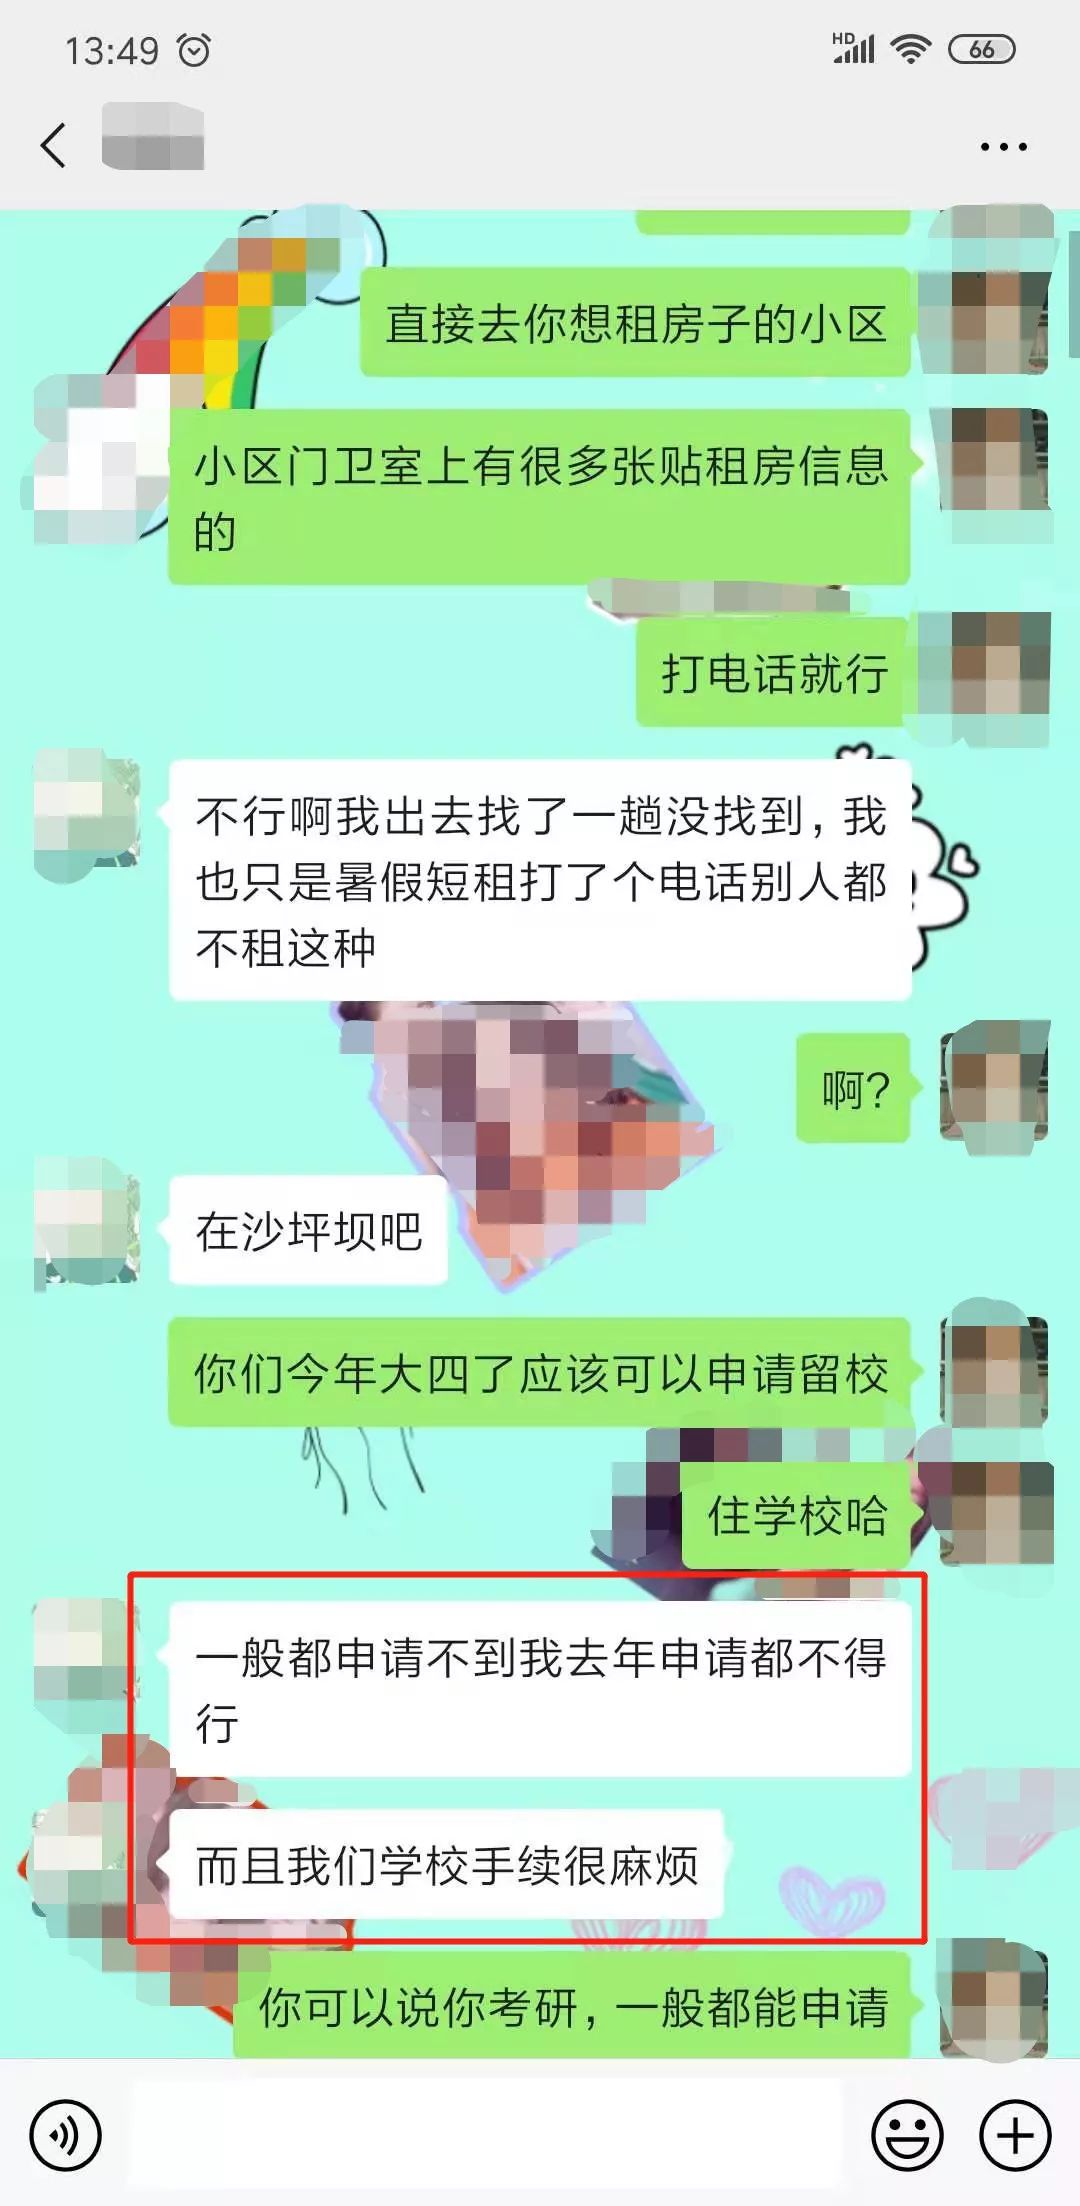 13:49
HD
66
直接去你想租房子的小区
小区门卫室上有很多张贴租房信息
的
打电话就行
不行啊我出去找了一趟没找到，我
也只是暑假短租打了个电话别人都
不租这种
啊？
在沙坪坝吧
你们今年大四了应该可以申请留校
住学校哈
一般都申请不到我去年申请都不得
行
而且我们学校手续很麻烦
你可以说你考研，一般都能申请